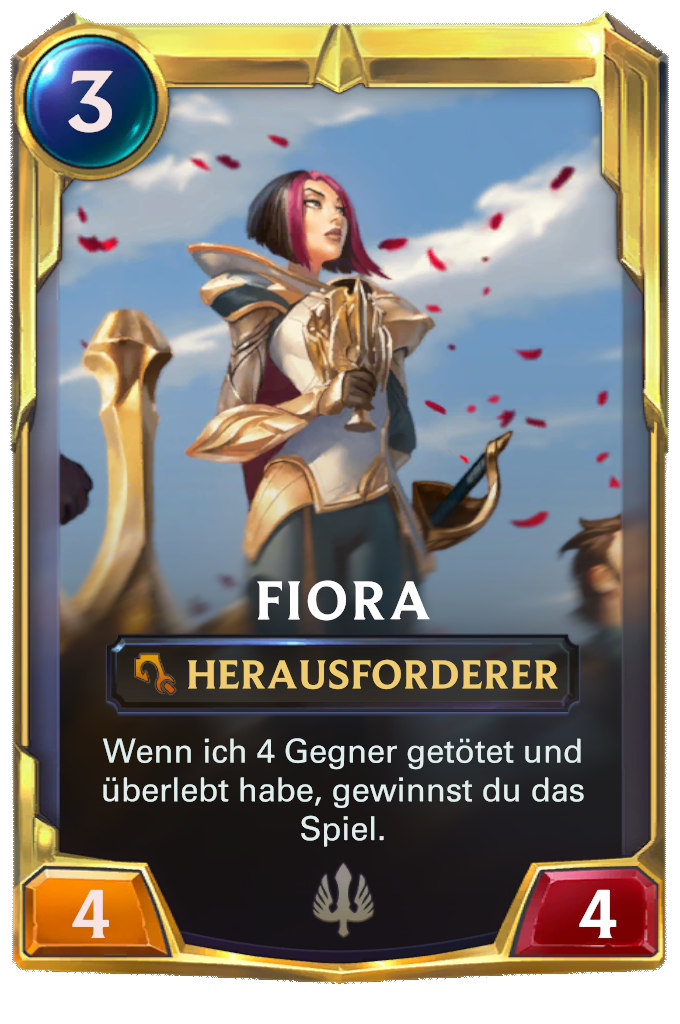 3
FIORA
HERAUSFORDERER
Wenn ich 4 Gegner getötet und
überlebt habe, gewinnst du das
Spiel.
4 4